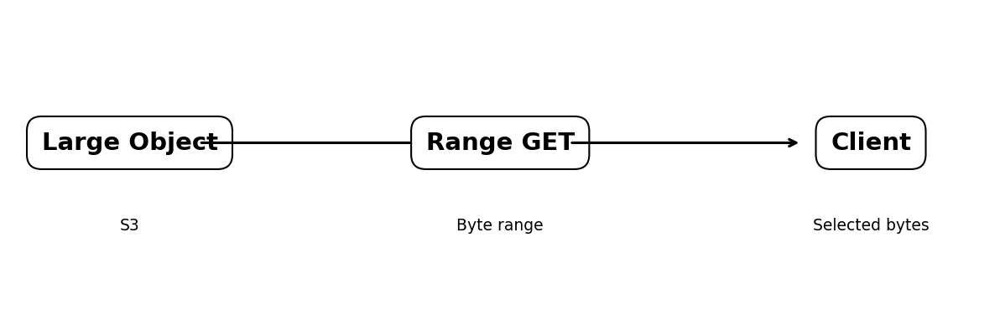 Large Object
Range GET
Client
S3
Byte range
Selected bytes